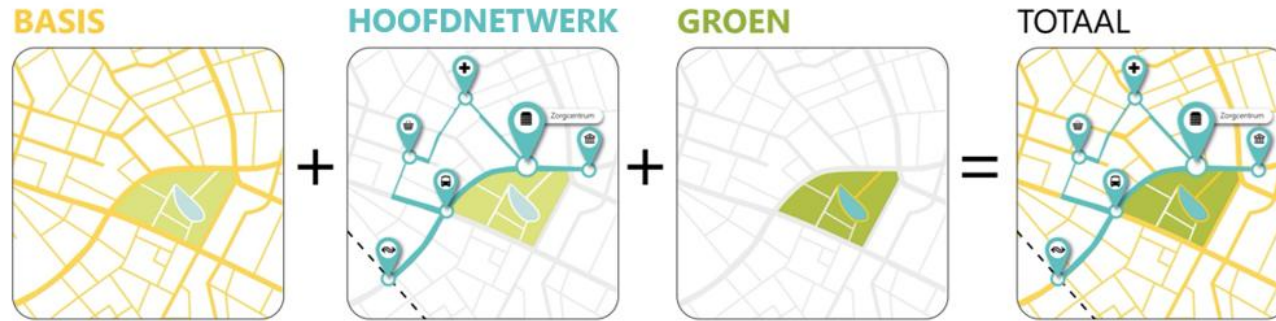 BASIS
HOOFDNETWERK
GROEN
TOTAAL
+
+
=
Zorgcentrum
Zorgcentrum